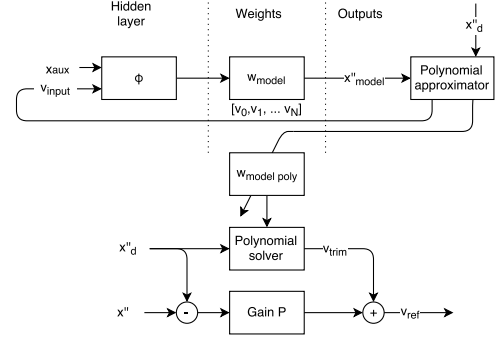 Hidden
layer
Weights
Outputs
x"d
xaux
vinput
Φ
wmodel
x"model
Polynomial
approximator
[v0,v1, ... vN]
wmodel poly
x"d
Polynomial
solver
vtrim
x"
-
Gain P
+
vref